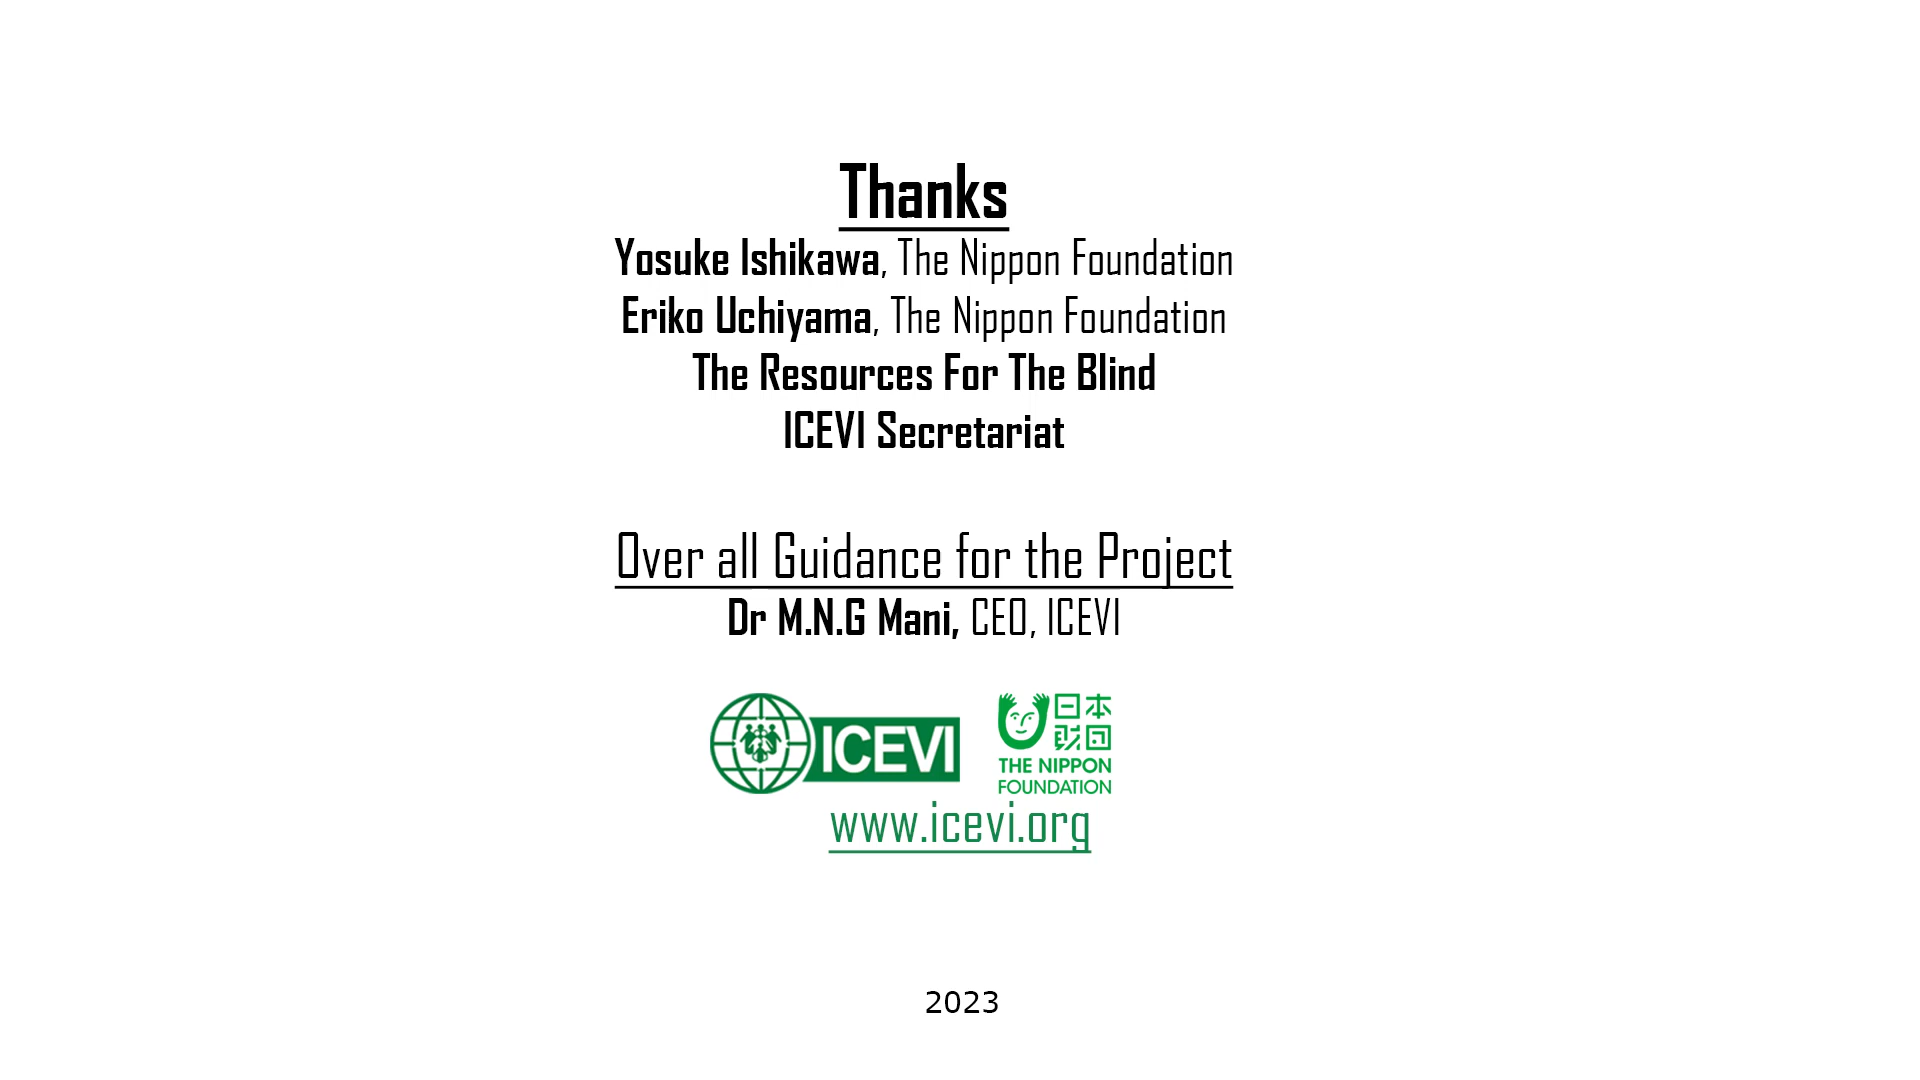 Thanks
Yosuke Ishikawa, The Nippon Foundation
Eriko Uchiyama, The Nippon Foundation
The Resources For The Blind
ICEVI Secretariat
Over all Guidance for the Project
Dr M.N.G Mani, CEO, ICEVI
ICEVI
日本
財団
THE NIPPON
FOUNDATION
www.icevi.org
2023